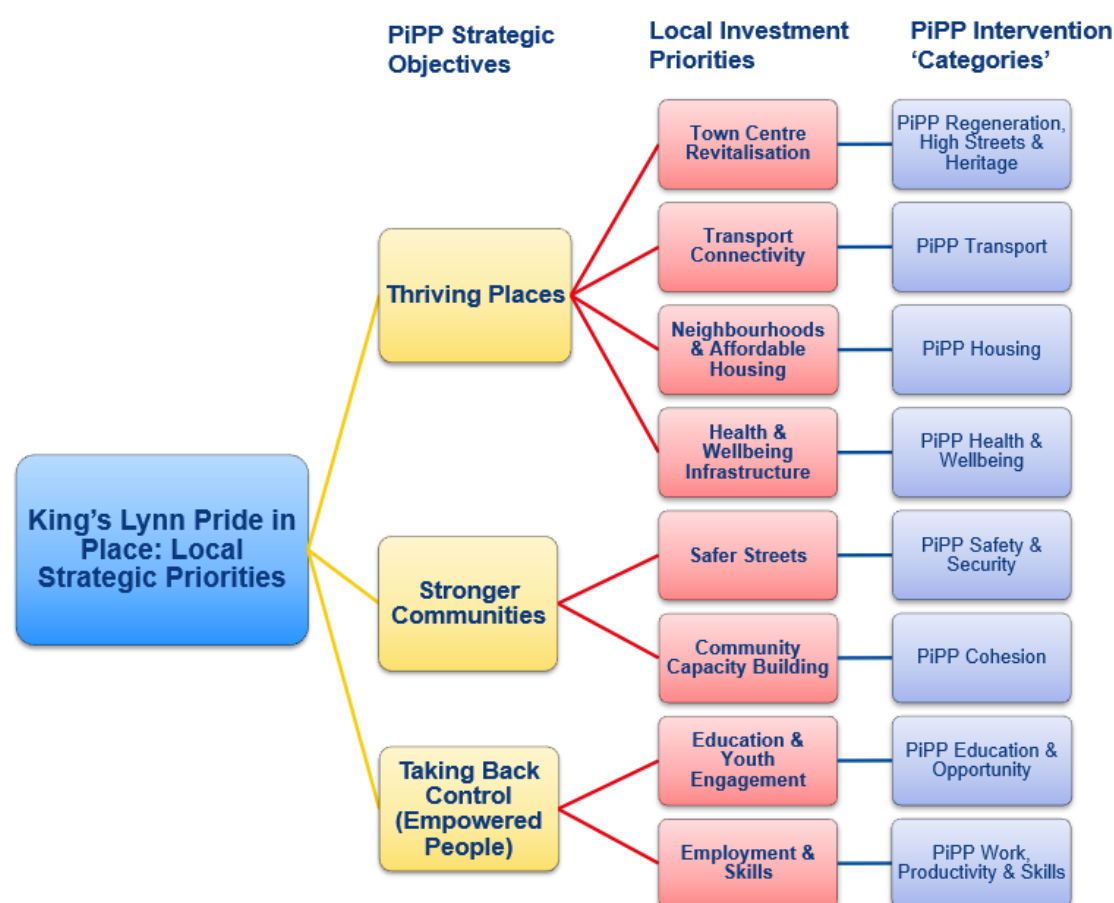 PiPP Strategic
Objectives
Local Investment
Priorities
PiPP Intervention
‘Categories’
King’s Lynn Pride in
Place: Local
Strategic Priorities
Thriving Places
Town Centre
Revitalisation
PiPP Regeneration,
High Streets &
Heritage
Transport
Connectivity
PiPP Transport
Neighbourhoods
& Affordable
Housing
PiPP Housing
Health &
Wellbeing
Infrastructure
PiPP Health &
Wellbeing
Stronger
Communities
Safer Streets
PiPP Safety &
Security
Community
Capacity Building
PiPP Cohesion
Taking Back
Control
(Empowered
People)
Education &
Youth
Engagement
PiPP Education &
Opportunity
Employment &
Skills
PiPP Work,
Productivity & Skills